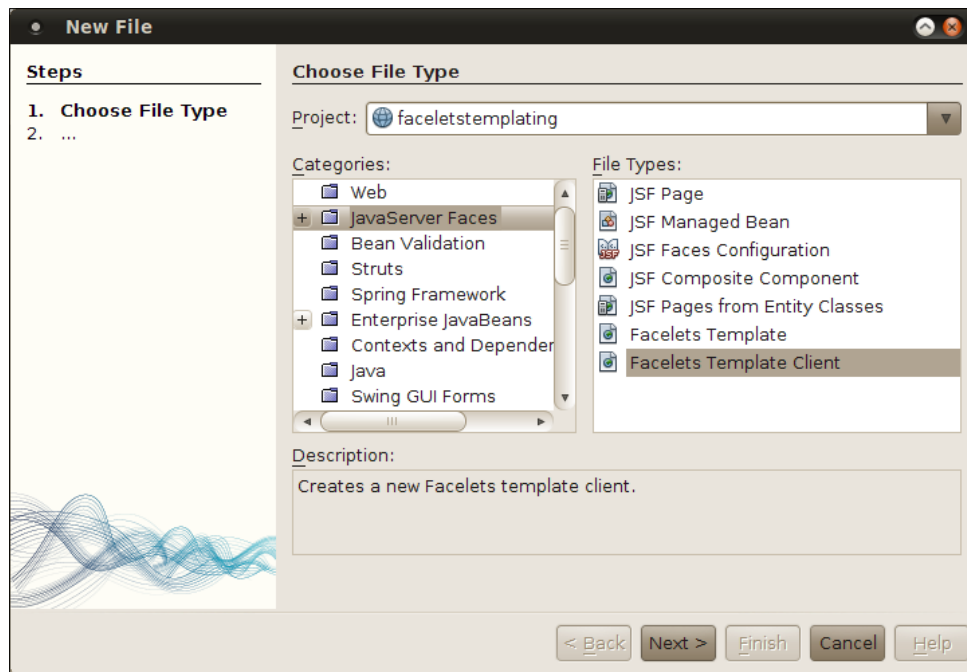 New File
Steps
1. Choose File Type
2. ...
Choose File Type
Project: faceletstemplating
Categories:
Web
JavaServer Faces
Bean Validation
Struts
Spring Framework
Enterprise JavaBeans
Contexts and Depender
Java
Swing GUI Forms
File Types:
JSF Page
JSF Managed Bean
JSF Faces Configuration
JSF Composite Component
JSF Pages from Entity Classes
Facelets Template
Facelets Template Client
Description:
Creates a new Facelets template client.
< Back Next > Finish Cancel Help